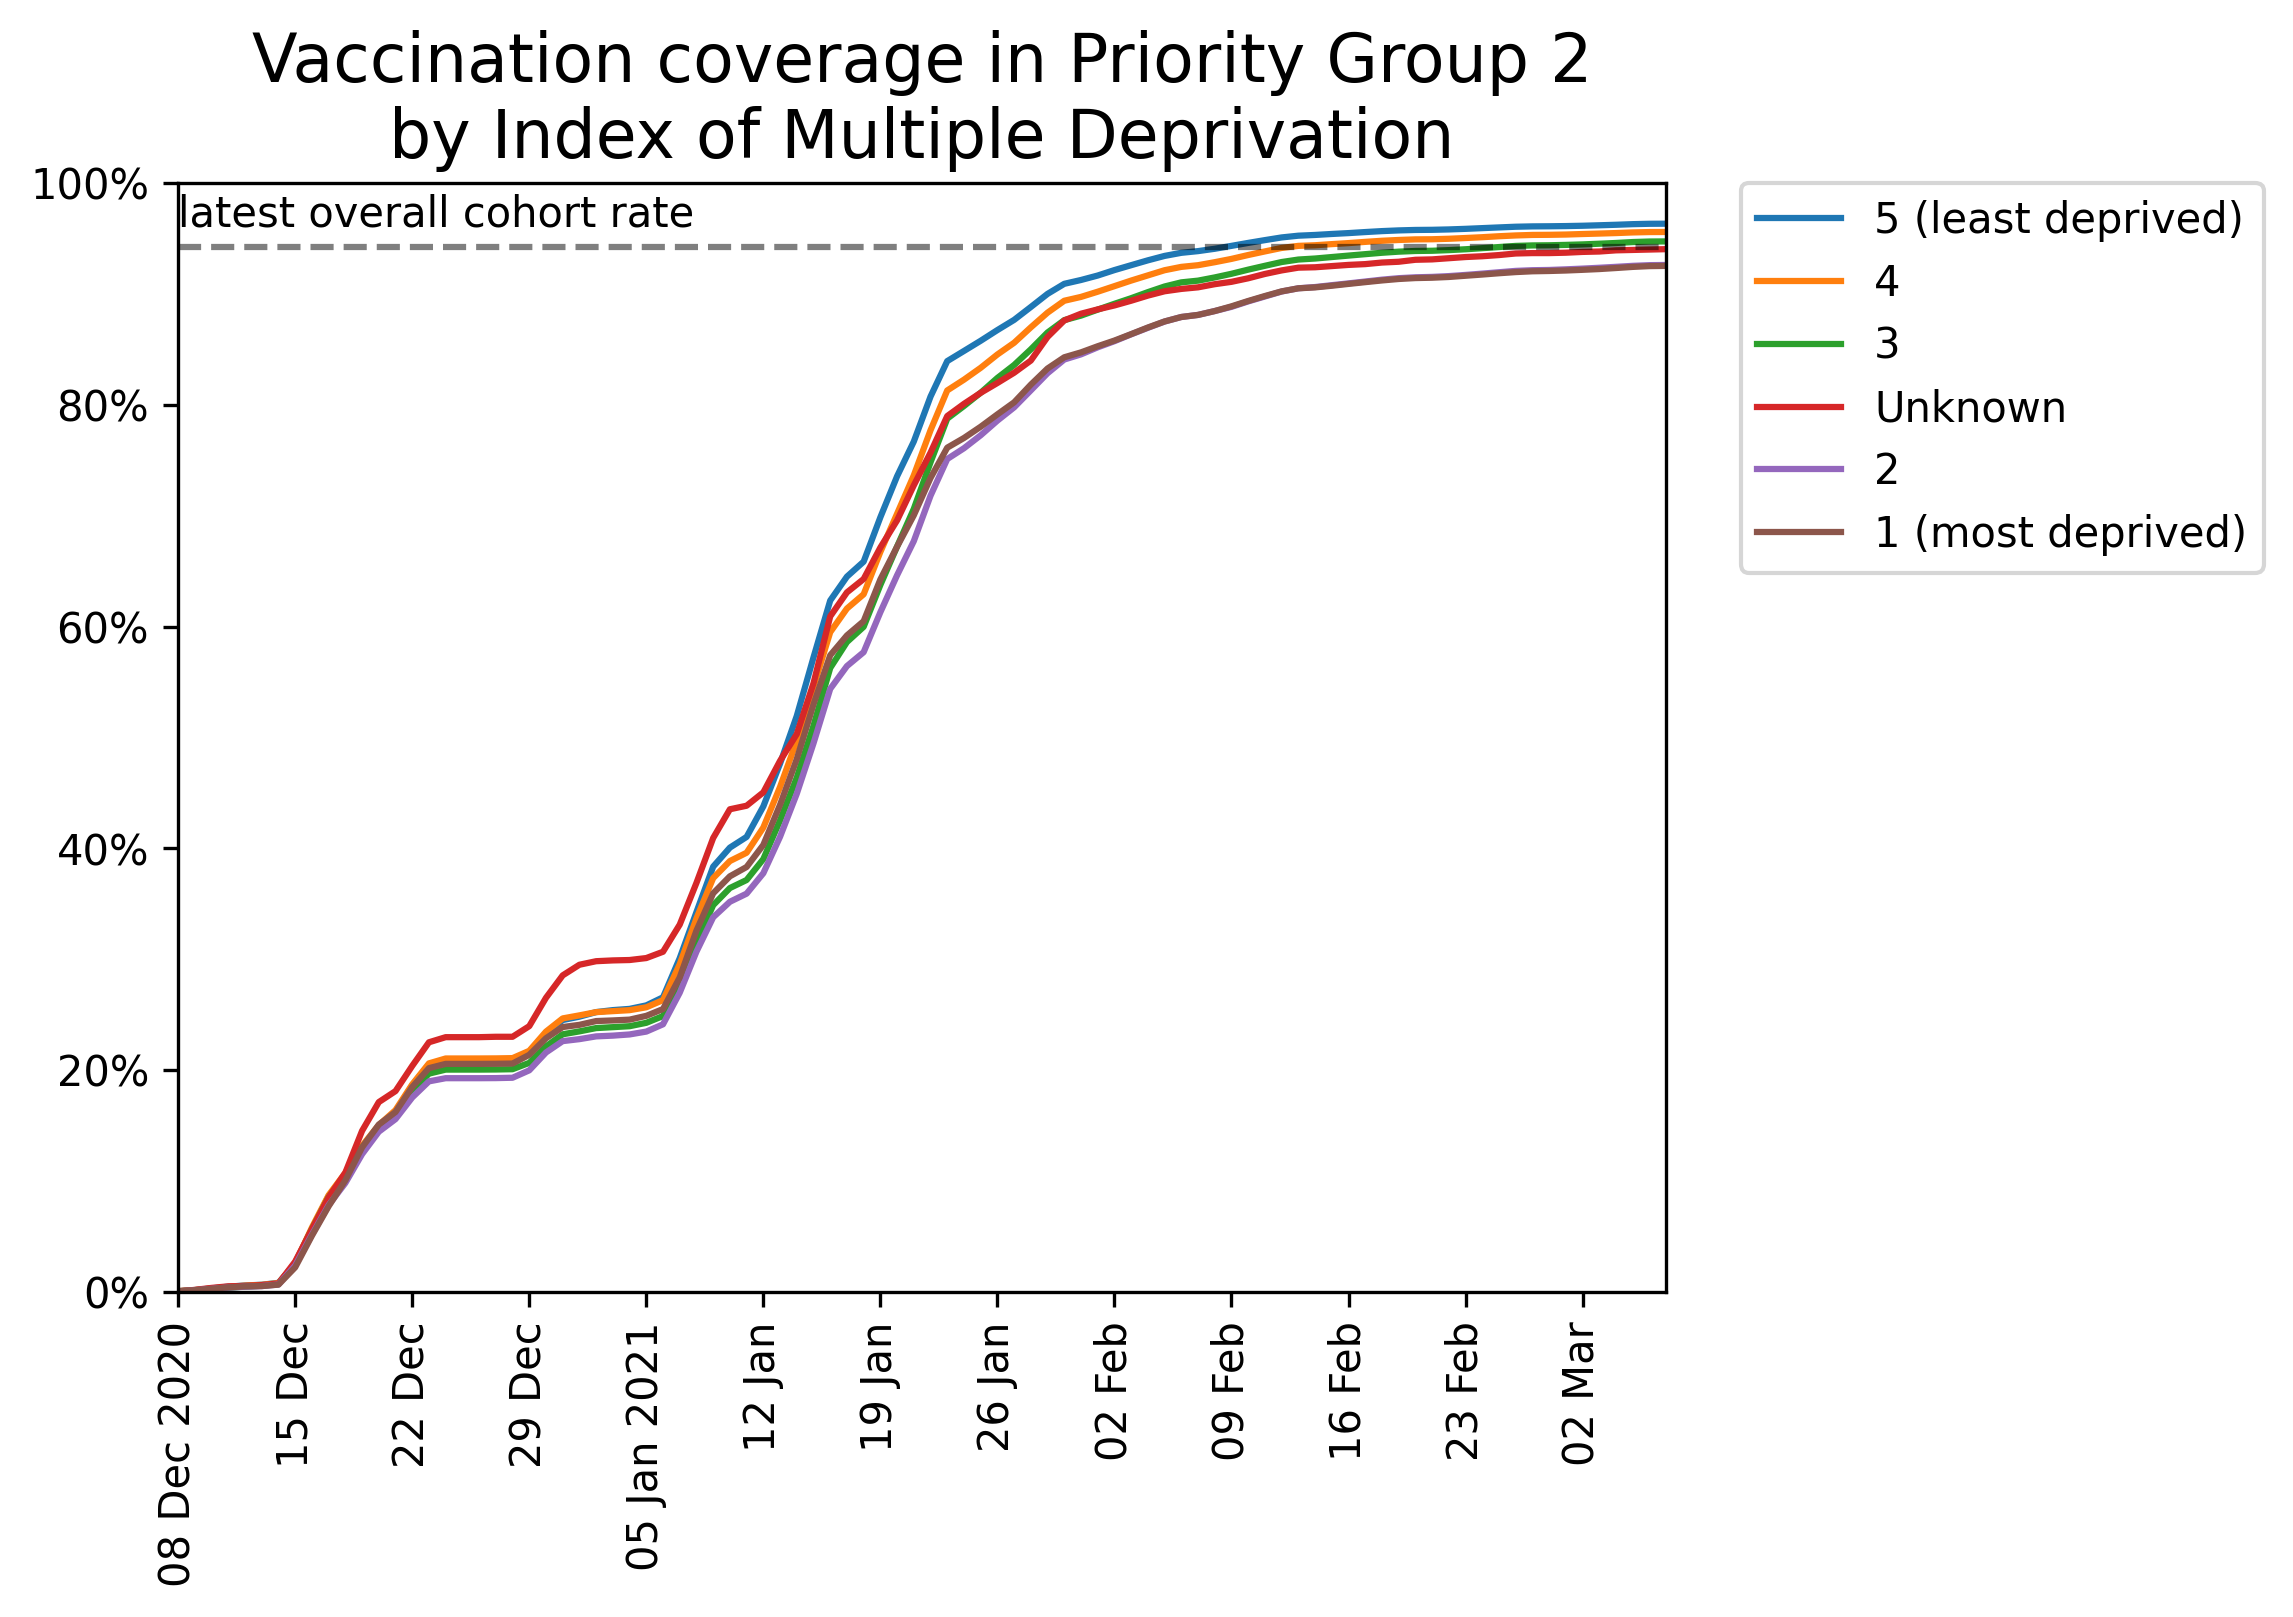 Vaccination coverage in Priority Group 2
by Index of Multiple Deprivation
100%
80%
60%
40%
20%
0%
latest overall cohort rate
08 Dec 2020
15 Dec
22 Dec
29 Dec
05 Jan 2021
12 Jan
19 Jan
26 Jan
02 Feb
09 Feb
16 Feb
23 Feb
02 Mar
5 (least deprived)
4
3
Unknown
2
1 (most deprived)